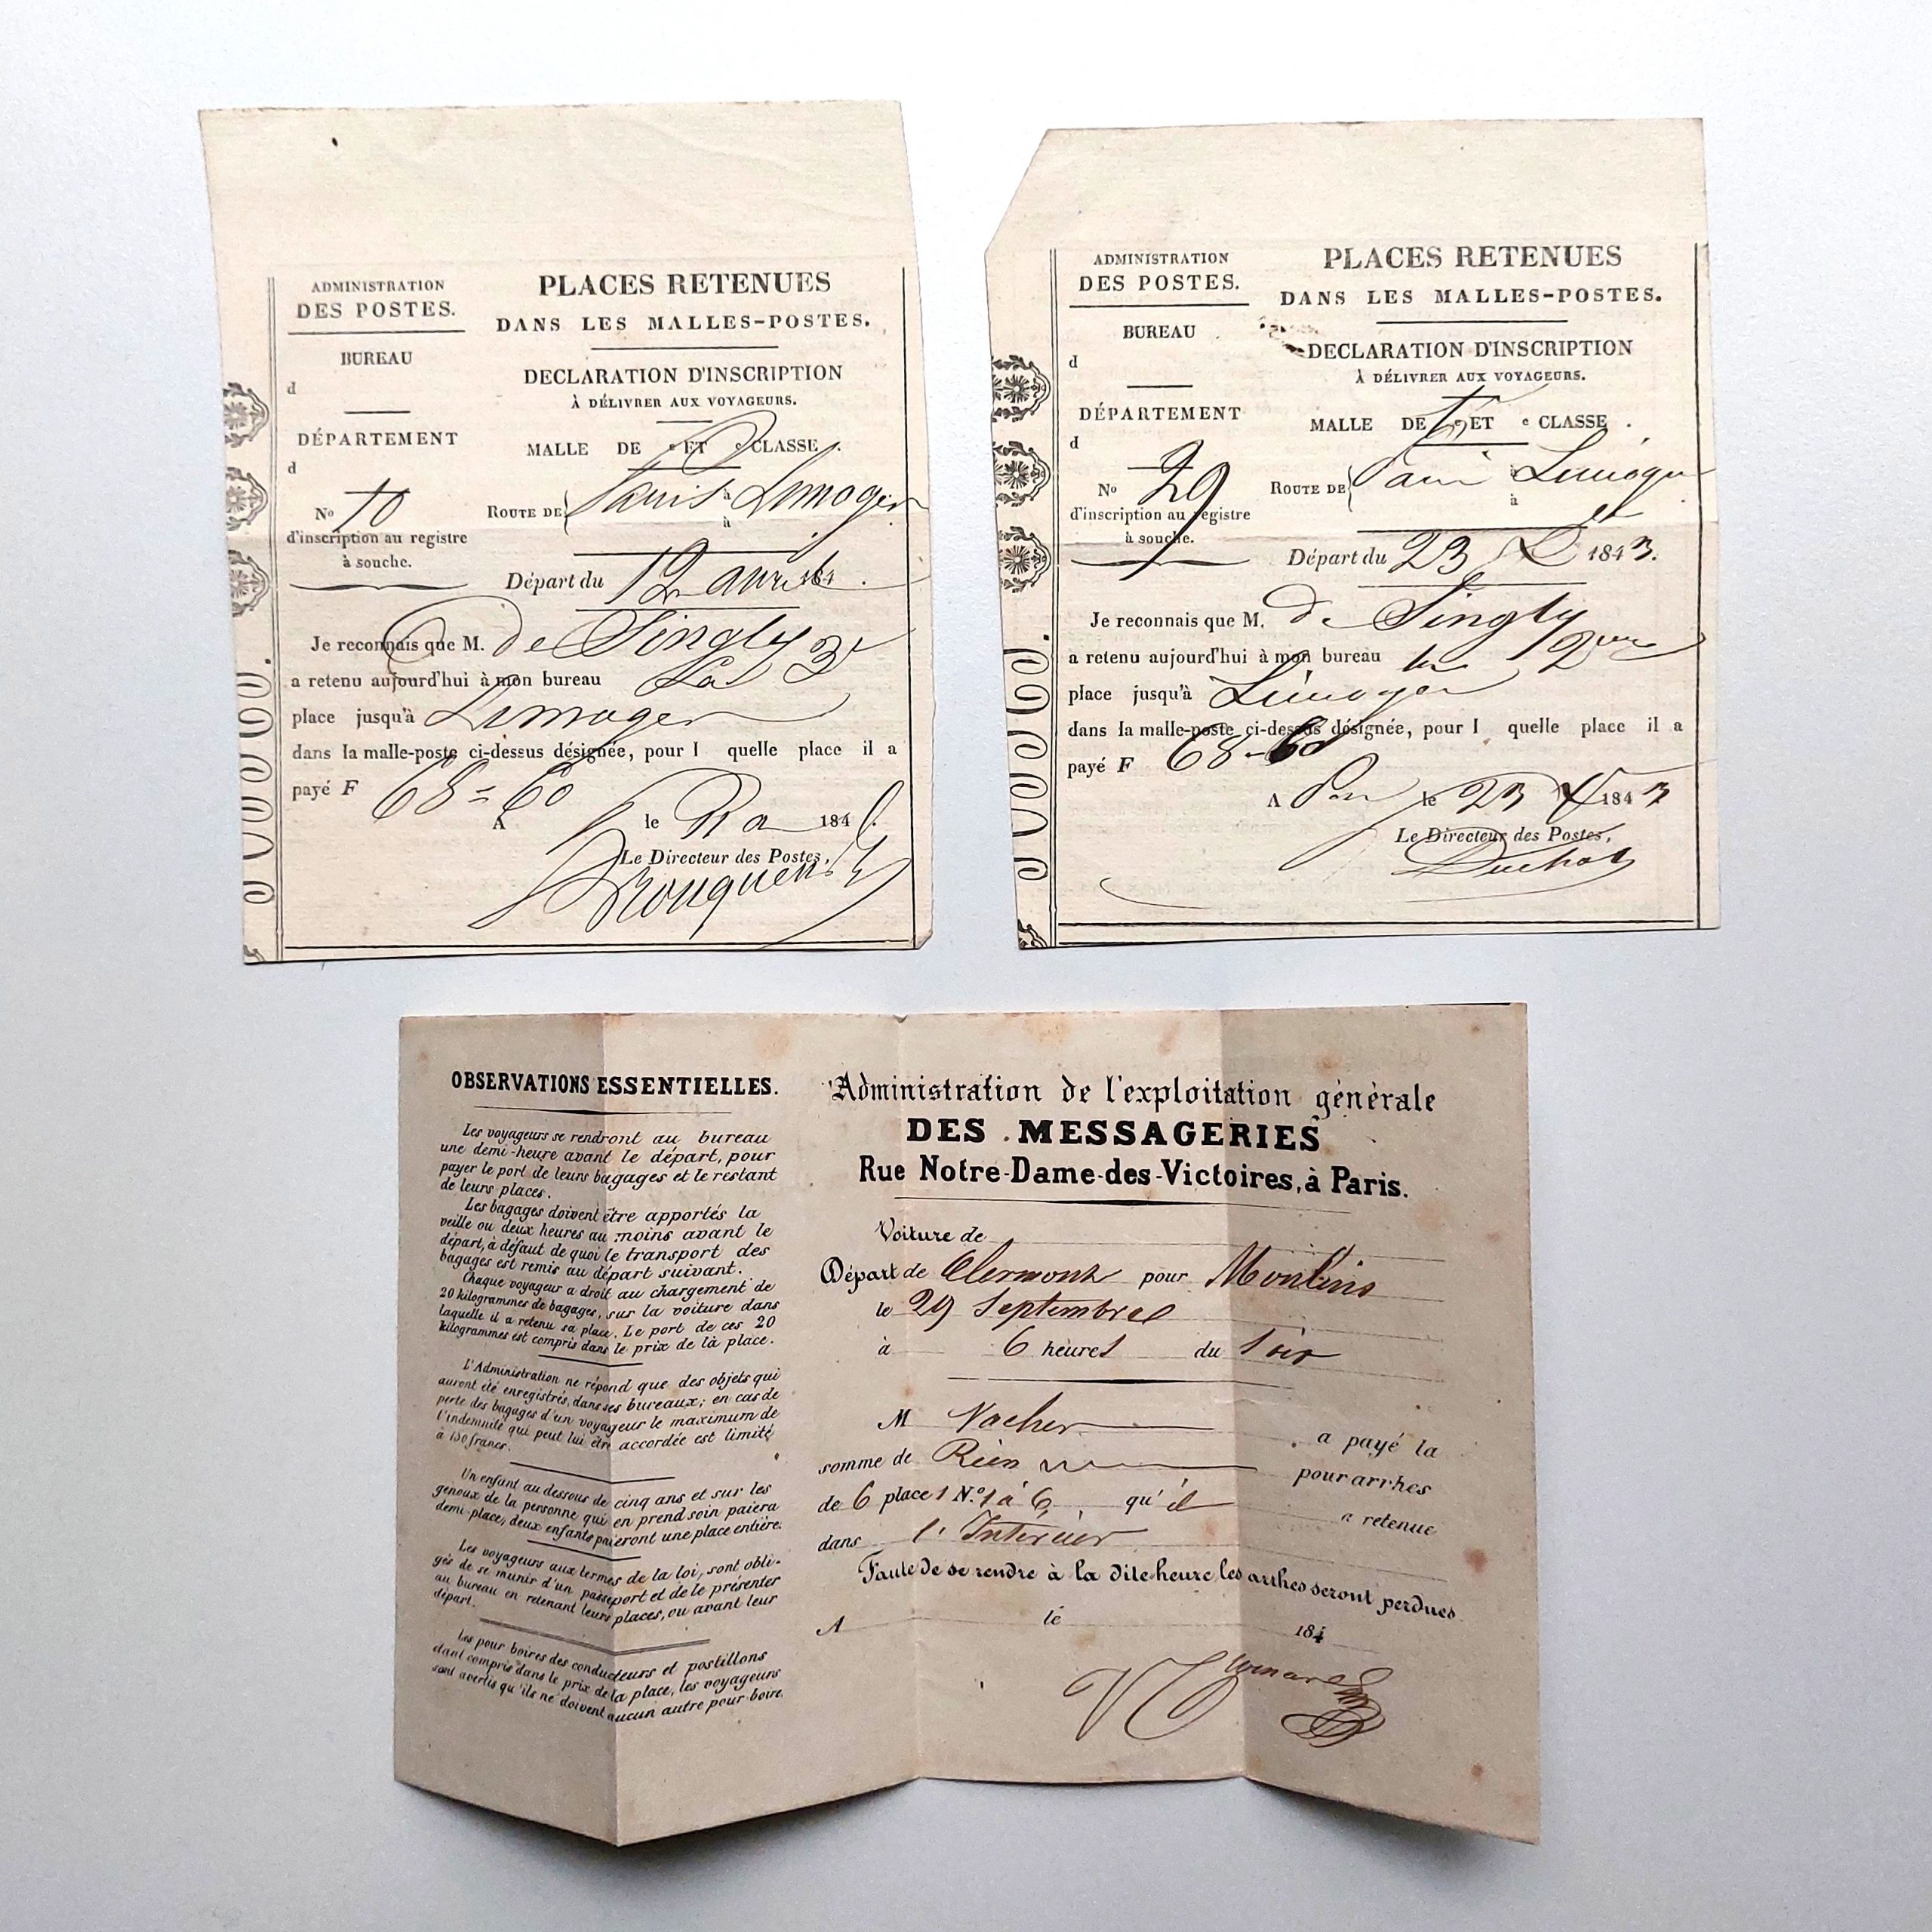 ADMINISTRATION
DES POSTES.
BUREAU
d
DÉPARTEMENT
d
No 10
d'inscription au registre
à souche.
PLACES RETENUES
DANS LES MALLES-POSTES.
DECLARATION D'INSCRIPTION
À DÉLIVRER AUX VOYAGEURS.
MALLE DE e ET e CLASSE.
ROUTE DE Paris à Limoges
à
Départ du 12 avril 184
Je reconnais que M. de Singly
a retenu aujourd'hui à mon bureau La 3e
place jusqu'à Limoges
dans la malle-poste ci-dessus désignée, pour l quelle place il a
payé F 68=60
A le 184
Le Directeur des Postes,
ADMINISTRATION
DES POSTES.
BUREAU
d
DÉPARTEMENT
d
No 29
d'inscription au registre
à souche.
PLACES RETENUES
DANS LES MALLES-POSTES.
DECLARATION D'INSCRIPTION
À DÉLIVRER AUX VOYAGEURS.
MALLE DE e ET e CLASSE.
ROUTE DE Paris à Limoges
à
Départ du 23 1843.
Je reconnais que M. de Singly
a retenu aujourd'hui à mon bureau la 2me
place jusqu'à Limoges
dans la malle-poste ci-dessus désignée, pour l quelle place il a
payé F 68-60
A le 23 1843
Le Directeur des Postes,
OBSERVATIONS ESSENTIELLES.
Les voyageurs se rendront au bureau
une demi-heure avant le départ, pour
payer le port de leurs bagages et le restant
de leurs places.
Les bagages doivent être apportés la
veille ou deux heures au moins avant le
départ, à défaut de quoi le transport des
bagages est remis au départ suivant.
Chaque voyageur a droit au chargement de
20 kilogrammes de bagages, sur la voiture dans
laquelle il a retenu sa place. Le port de ces 20
kilogrammes est compris dans le prix de la place.
L'Administration ne répond que des objets qui
auront été enregistrés, dans ses bureaux; en cas de
perte des bagages d'un voyageur le maximum de
l'indemnité qui peut lui être accordée est limité
à 150 francs.
Un enfant au dessous de cinq ans et sur les
genoux de la personne qui en prend soin paiera
demi-place, deux enfants paieront une place entière.
Les voyageurs aux termes de la loi, sont obli-
gés de se munir d'un passeport et de le présenter
au bureau en retenant leurs places, ou avant leur
départ.
Les pour boires des conducteurs et postillons
étant compris dans le prix de la place, les voyageurs
sont avertis qu'ils ne doivent aucun autre pour-boire.
Administration de l'exploitation générale
DES MESSAGERIES
Rue Notre-Dame-des-Victoires, à Paris.
Voiture de
Départ de Clermont pour Moulins
le 29 Septembre
à 6 heures du Soir
M Vacher a payé la
somme de Rien pour arrhes
de 6 places N.º 1 à 6 qu'il a retenue
dans l'Intérieur
Faute de se rendre à la dite heure, les arrhes seront perdues
A le 184